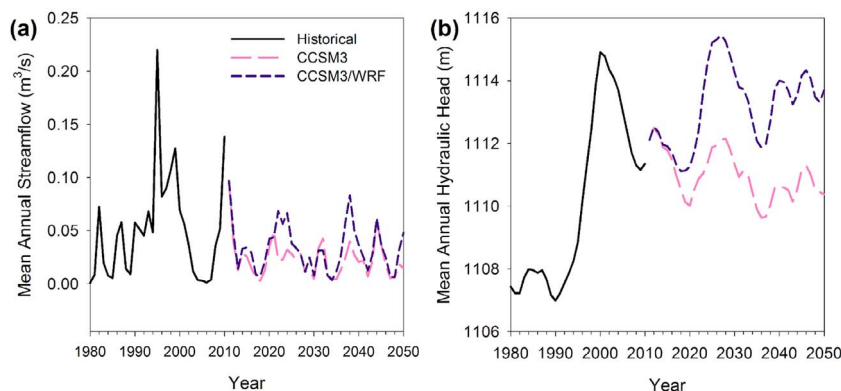 (a)
Mean Annual Streamflow (m³/s)
0.25
0.20
0.15
0.10
0.05
0.00
Historical
CCSM3
CCSM3/WRF
1980 1990 2000 2010 2020 2030 2040 2050
Year
(b)
Mean Annual Hydraulic Head (m)
1116
1114
1112
1110
1108
1106
1980 1990 2000 2010 2020 2030 2040 2050
Year